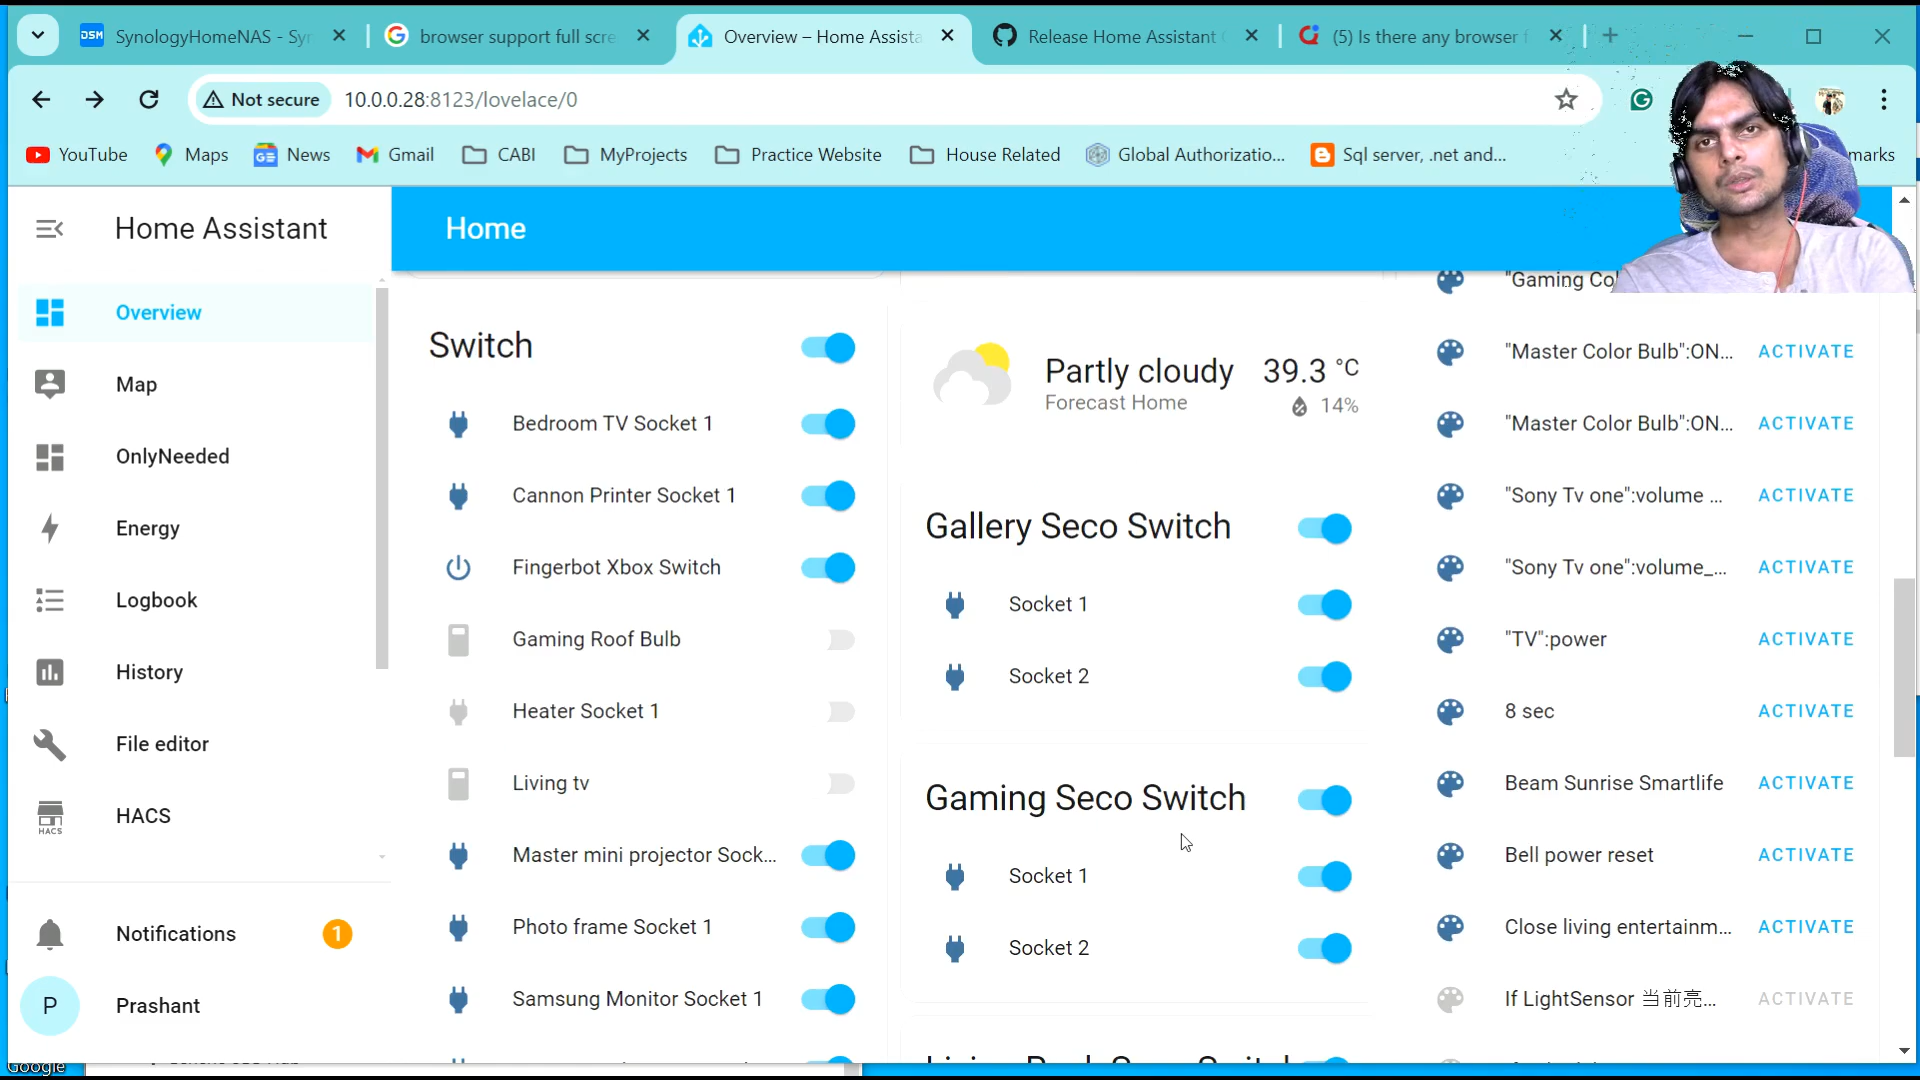 DSM SynologyHomeNAS - Sy
browser support full scre
Overview – Home Assista
Release Home Assistant
(5) Is there any browser f
Not secure
10.0.0.28:8123/lovelace/0
YouTube
Maps
News
Gmail
CABI
MyProjects
Practice Website
House Related
Global Authorizatio...
Sql server, .net and...
marks
Home Assistant
Home
Overview
Map
OnlyNeeded
Energy
Logbook
History
File editor
HACS
HACS
Notifications
1
P
Prashant
Google
Switch
Bedroom TV Socket 1
Cannon Printer Socket 1
Fingerbot Xbox Switch
Gaming Roof Bulb
Heater Socket 1
Living tv
Master mini projector Sock...
Photo frame Socket 1
Samsung Monitor Socket 1
Partly cloudy
39.3 °C
Forecast Home
14%
Gallery Seco Switch
Socket 1
Socket 2
Gaming Seco Switch
Socket 1
Socket 2
"Gaming Co
"Master Color Bulb":ON...
ACTIVATE
"Master Color Bulb":ON...
ACTIVATE
"Sony Tv one":volume ...
ACTIVATE
"Sony Tv one":volume_...
ACTIVATE
"TV":power
ACTIVATE
8 sec
ACTIVATE
Beam Sunrise Smartlife
ACTIVATE
Bell power reset
ACTIVATE
Close living entertainm...
ACTIVATE
If LightSensor 当前亮...
ACTIVATE